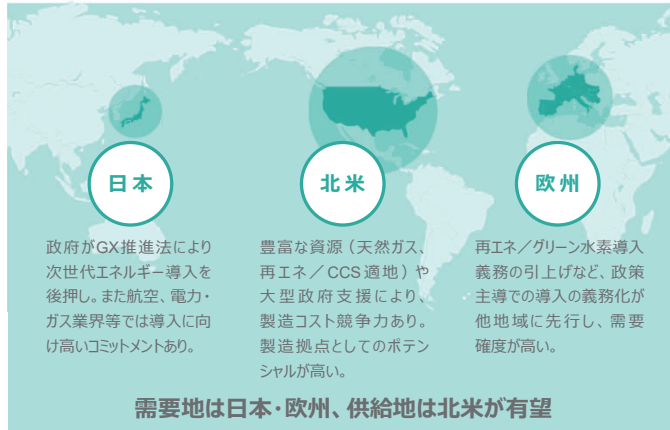 日本
政府がGX推進法により
次世代エネルギー導入を
後押し。また航空、電力・
ガス業界等では導入に向
け高いコミットメントあり。
北米
豊富な資源（天然ガス、
再エネ／CCS適地）や
大型政府支援により、
製造コスト競争力あり。
製造拠点としてのポテン
シャルが高い。
欧州
再エネ／グリーン水素導入
義務の引上げなど、政策
主導での導入の義務化が
他地域に先行し、需要
確度が高い。
需要地は日本・欧州、供給地は北米が有望